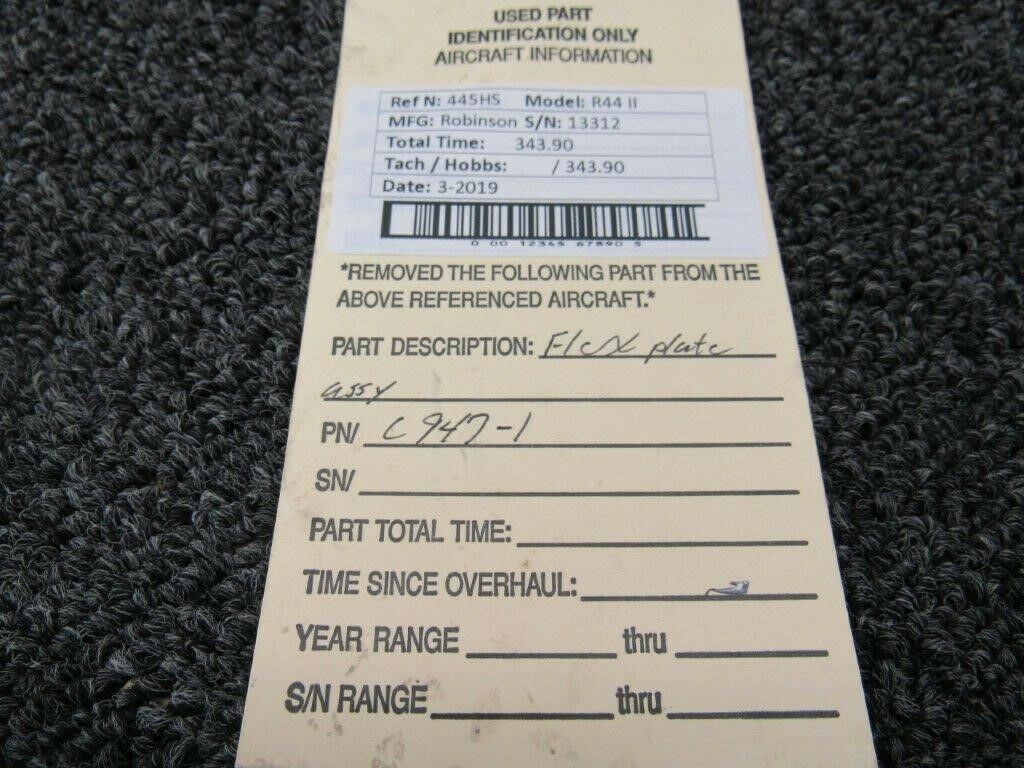 USED PART
IDENTIFICATION ONLY
AIRCRAFT INFORMATION
Ref N: 445HS Model: R44 II
MFG: Robinson S/N: 13312
Total Time: 343.90
Tach / Hobbs: / 343.90
Date: 3-2019
0 00 12345 67890 5
*REMOVED THE FOLLOWING PART FROM THE
ABOVE REFERENCED AIRCRAFT.*
PART DESCRIPTION: Flex plate
assy
PN/ C947-1
SN/
PART TOTAL TIME:
TIME SINCE OVERHAUL:
YEAR RANGE thru
S/N RANGE thru